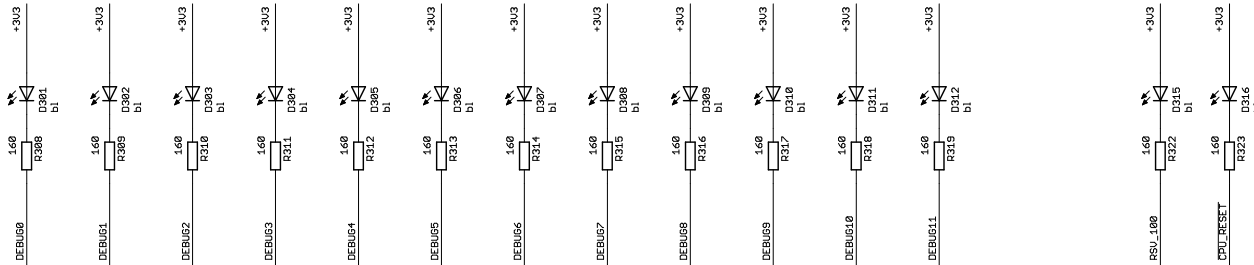 +3V3
D301
bl
160
R308
DEBUG0
+3V3
D302
bl
160
R309
DEBUG1
+3V3
D303
bl
160
R310
DEBUG2
+3V3
D304
bl
160
R311
DEBUG3
+3V3
D305
bl
160
R312
DEBUG4
+3V3
D306
bl
160
R313
DEBUG5
+3V3
D307
bl
160
R314
DEBUG6
+3V3
D308
bl
160
R315
DEBUG7
+3V3
D309
bl
160
R316
DEBUG8
+3V3
D310
bl
160
R317
DEBUG9
+3V3
D311
bl
160
R318
DEBUG10
+3V3
D312
bl
160
R319
DEBUG11
+3V3
D315
bl
160
R322
RSV_100
+3V3
D316
160
R323
CPU_RESET